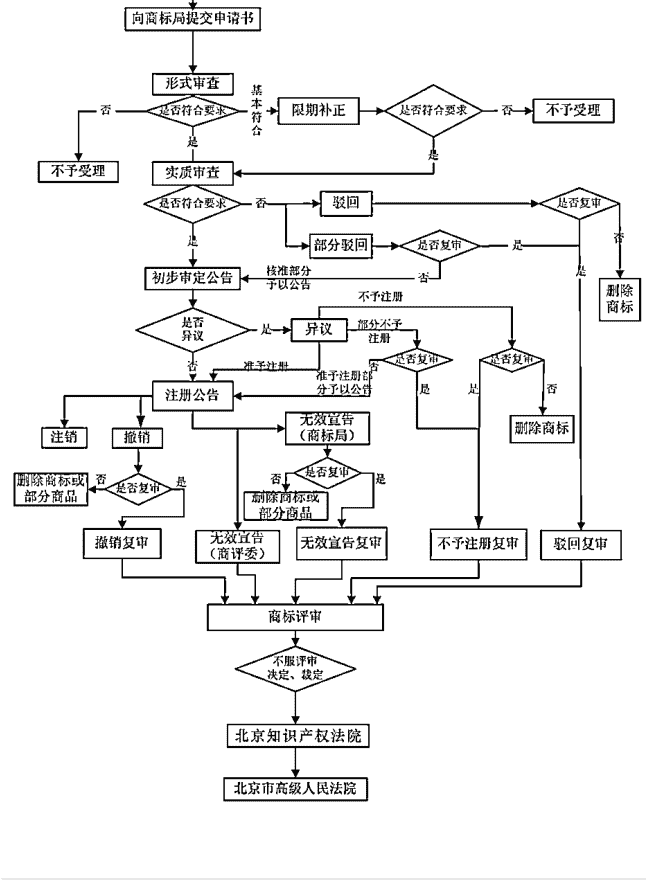 向商标局提交申请书
形式审查
基本符合
否
是否符合要求
限期补正
是否符合要求
否
不予受理
是
是
不予受理
实质审查
是否符合要求
否
驳回
是否复审
部分驳回
是否复审
是
否
是
是
初步审定公告
核准部分
予以公告
否
删除
商标
不予注册
是否
异议
是
异议
部分不予
注册
是否复审
是否复审
否
准予注册
准予注册部
分予以公告
否
是
是
否
注册公告
删除商标
注销
撤销
无效宣告
(商标局)
删除商标或
部分商品
否
是否复审
是
否
是否复审
是
删除商标或
部分商品
撤销复审
无效宣告
(商评委)
无效宣告复审
不予注册复审
驳回复审
商标评审
不服评审
决定、裁定
北京知识产权法院
北京市高级人民法院